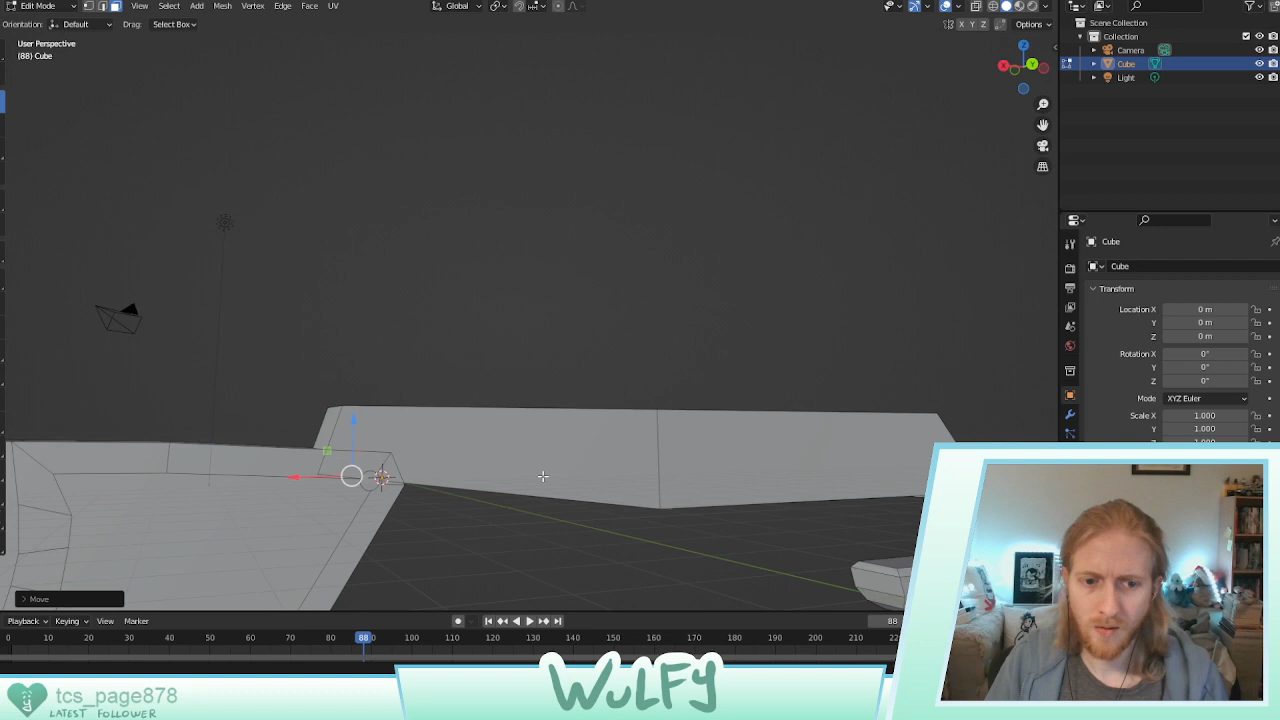 Edit Mode View Select Add Mesh Vertex Edge Face UV Global
Orientation: Default Drag: Select Box X Y Z Options
User Perspective
(88) Cube
X Y Z
Scene Collection
Collection
Camera
Cube
Light
Cube
Cube
Transform
Location X 0 m
Y 0 m
Z 0 m
Rotation X 0°
Y 0°
Z 0°
Mode XYZ Euler
Scale X 1.000
Y 1.000
Move
Playback Keying View Marker 88
0 10 20 30 40 50 60 70 80 88 100 110 120 130 140 150 160 170 180 190 200 210
WULFY
tcs_page878
LATEST FOLLOWER